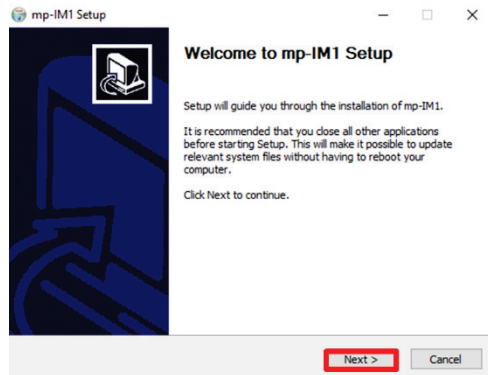 mp-IM1 Setup
Welcome to mp-IM1 Setup
Setup will guide you through the installation of mp-IM1.
It is recommended that you close all other applications
before starting Setup. This will make it possible to update
relevant system files without having to reboot your
computer.
Click Next to continue.
Next >
Cancel